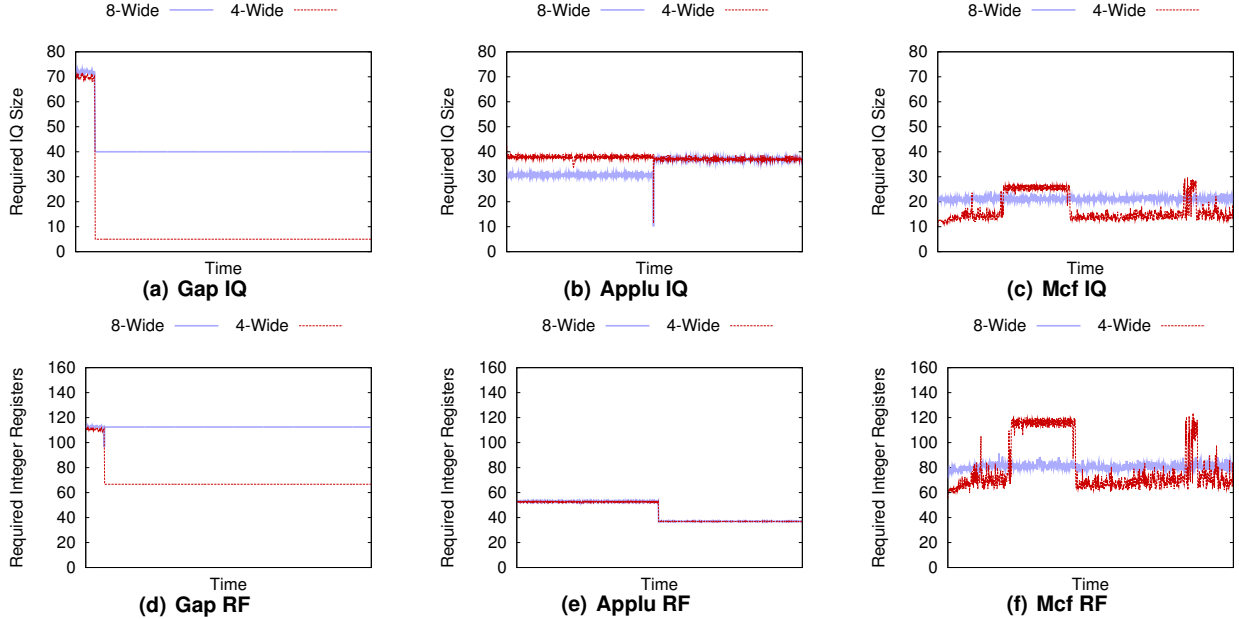 8-Wide 4-Wide
8-Wide 4-Wide
8-Wide 4-Wide
Required IQ Size
80
70
60
50
40
30
20
10
0
Time
(a) Gap IQ
Required IQ Size
80
70
60
50
40
30
20
10
0
Time
(b) Applu IQ
Required IQ Size
80
70
60
50
40
30
20
10
0
Time
(c) Mcf IQ
8-Wide 4-Wide
8-Wide 4-Wide
8-Wide 4-Wide
Required Integer Registers
160
140
120
100
80
60
40
20
0
Time
(d) Gap RF
Required Integer Registers
160
140
120
100
80
60
40
20
0
Time
(e) Applu RF
Required Integer Registers
160
140
120
100
80
60
40
20
0
Time
(f) Mcf RF